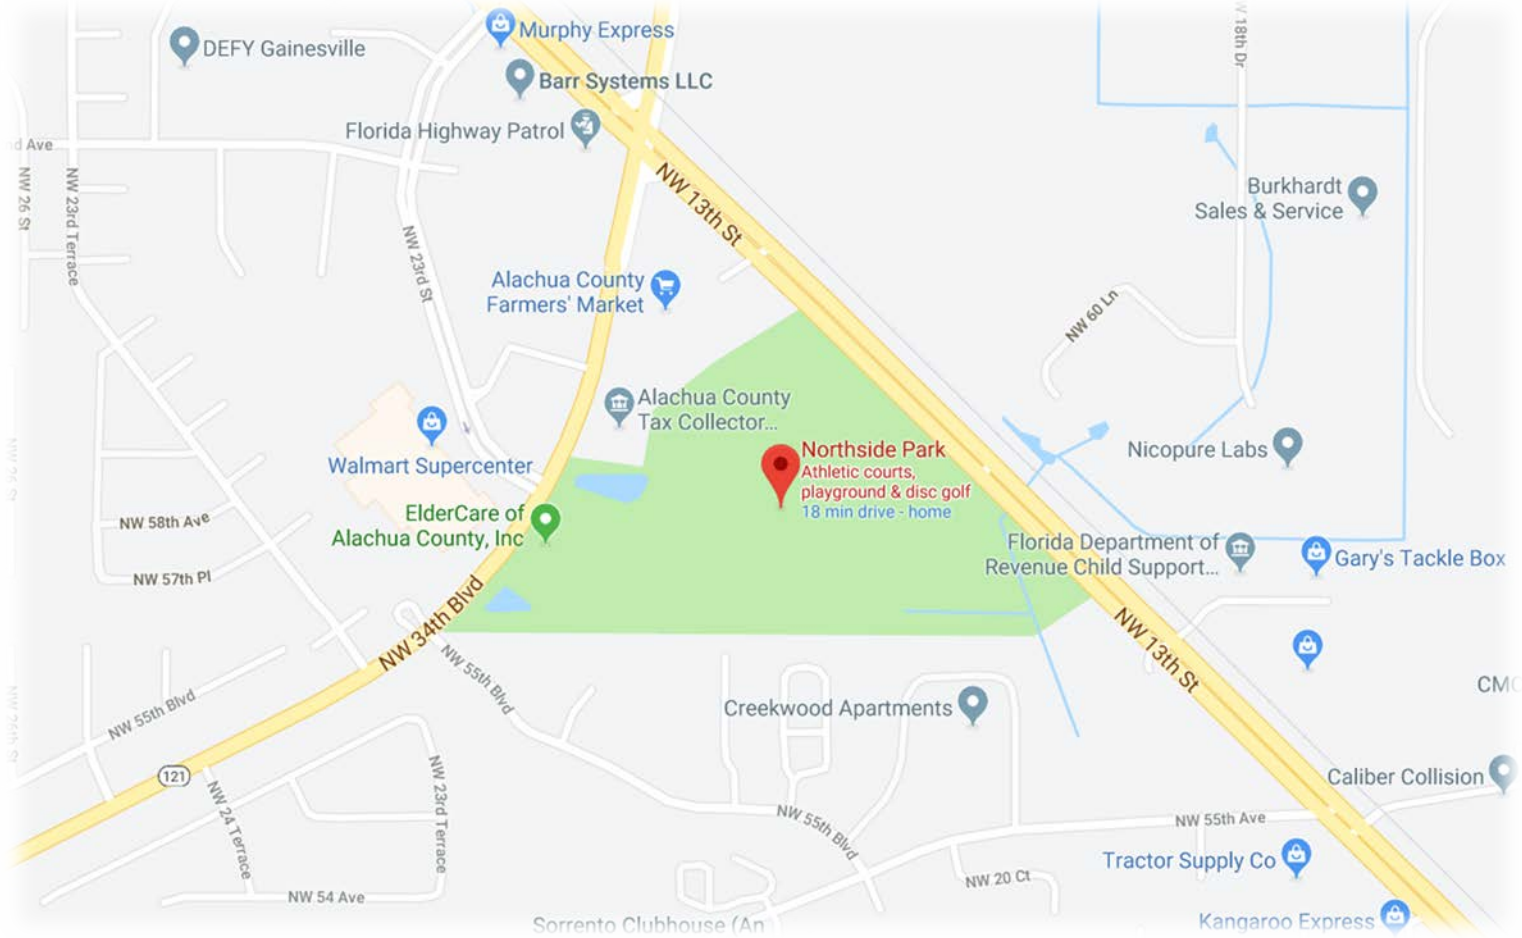 Murphy Express
DEFY Gainesville
Barr Systems LLC
Florida Highway Patrol
Ave
NW 26 St
NW 23rd Terrace
NW 23rd St
NW 13th St
18th Dr
Burkhardt
Sales & Service
Alachua County
Farmers' Market
NW 60 Ln
Alachua County
Tax Collector...
Walmart Supercenter
Northside Park
Athletic courts,
playground & disc golf
18 min drive - home
Nicopure Labs
ElderCare of
Alachua County, Inc
NW 58th Ave
NW 57th Pl
Florida Department of
Revenue Child Support...
Gary's Tackle Box
NW 34th Blvd
NW 13th St
NW 55th Blvd
NW 55th Blvd
Creekwood Apartments
CMC
121
NW 24 Terrace
NW 23rd Terrace
Caliber Collision
NW 55th Blvd
NW 55th Ave
Tractor Supply Co
NW 20 Ct
NW 54 Ave
Sorrento Clubhouse (An
Kangaroo Express